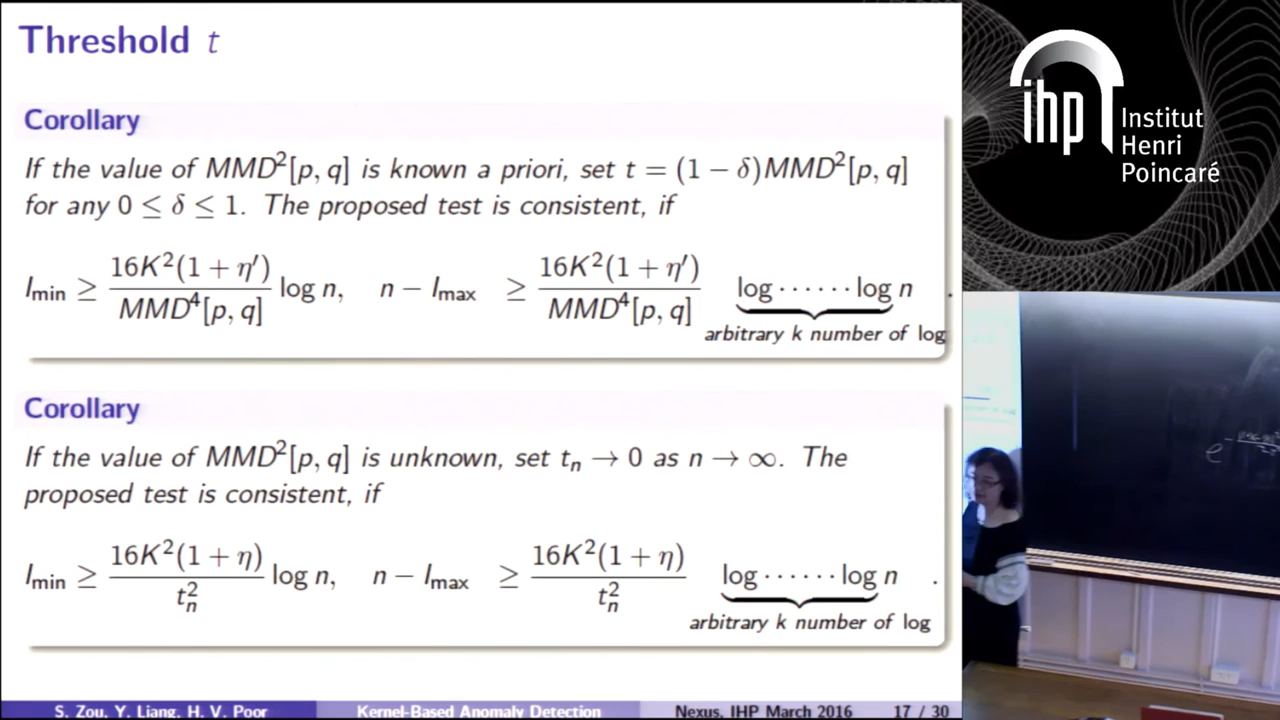 Threshold t
Corollary
If the value of MMD²[p, q] is known a priori, set t = (1 − δ)MMD²[p, q]
for any 0 ≤ δ ≤ 1. The proposed test is consistent, if
I_min ≥ 16K²(1 + η′) / MMD⁴[p, q] log n, n − I_max ≥ 16K²(1 + η′) / MMD⁴[p, q] log · · · · · · log n .
arbitrary k number of log
Corollary
If the value of MMD²[p, q] is unknown, set t_n → 0 as n → ∞. The
proposed test is consistent, if
I_min ≥ 16K²(1 + η) / t_n² log n, n − I_max ≥ 16K²(1 + η) / t_n² log · · · · · · log n .
arbitrary k number of log
S. Zou, Y. Liang, H. V. Poor Kernel-Based Anomaly Detection Nexus, IHP March 2016 17 / 30
ihp
Institut
Henri
Poincaré